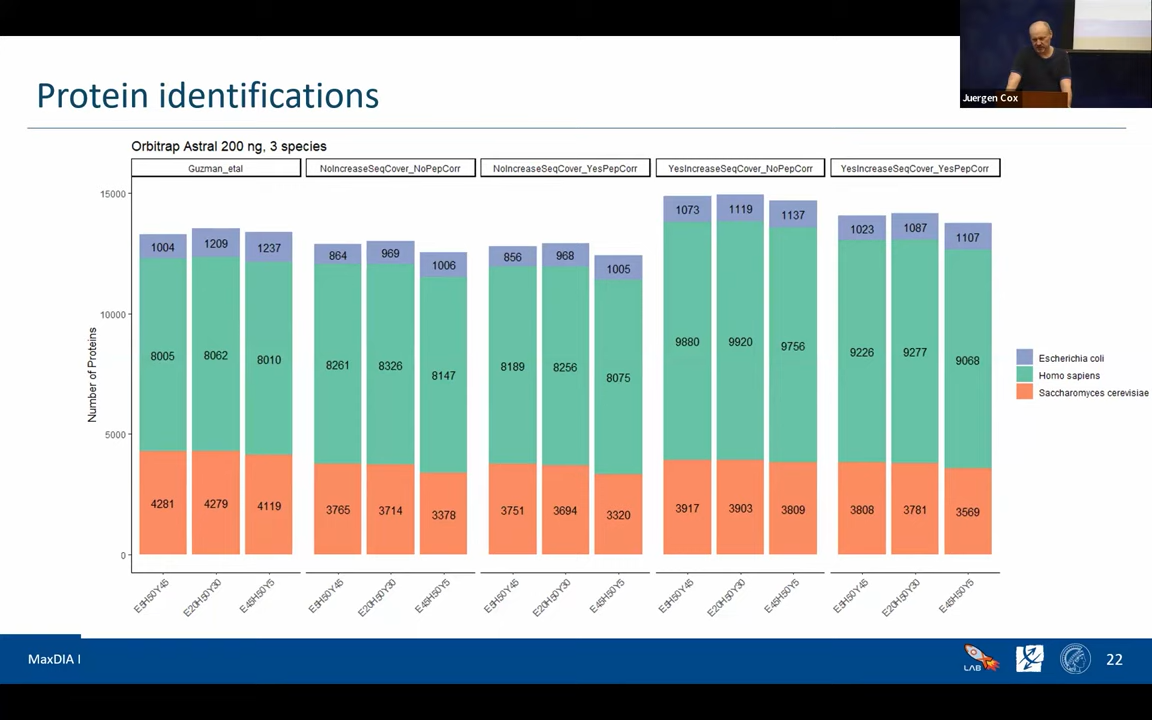 Juergen Cox
Protein identifications
Orbitrap Astral 200 ng, 3 species
Guzman_etal
NoIncreaseSeqCover_NoPepCorr
NoIncreaseSeqCover_YesPepCorr
YesIncreaseSeqCover_NoPepCorr
YesIncreaseSeqCover_YesPepCorr
Number of Proteins
15000
10000
5000
0
1004 1209 1237
8005 8062 8010
4281 4279 4119
864 969 1006
8261 8326 8147
3765 3714 3378
856 968 1005
8189 8256 8075
3751 3694 3320
1073 1119 1137
9880 9920 9756
3917 3903 3809
1023 1087 1107
9226 9277 9068
3808 3781 3569
E5H50Y45 E20H50Y30 E45H50Y5
E5H50Y45 E20H50Y30 E45H50Y5
E5H50Y45 E20H50Y30 E45H50Y5
E5H50Y45 E20H50Y30 E45H50Y5
E5H50Y45 E20H50Y30 E45H50Y5
Escherichia coli
Homo sapiens
Saccharomyces cerevisiae
MaxDIA I
LAB
22